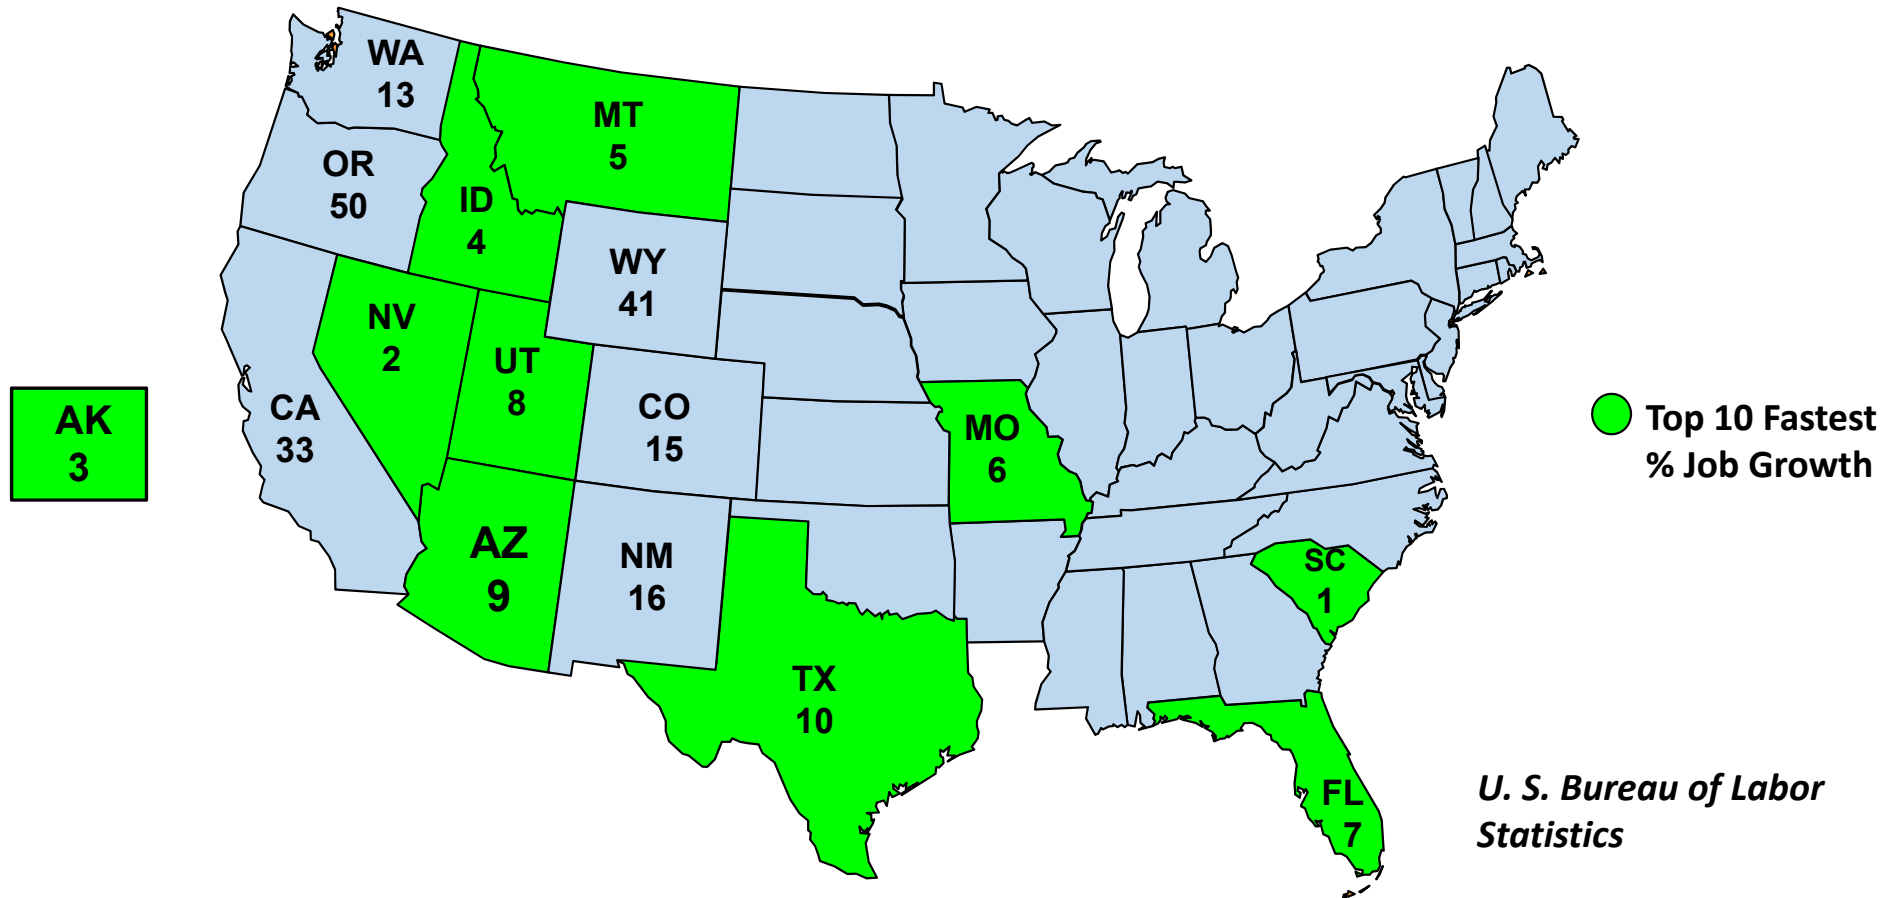 WA
13
OR
50
MT
5
ID
4
WY
41
NV
2
UT
8
CA
33
CO
15
AK
3
MO
6
AZ
9
NM
16
TX
10
SC
1
FL
7
Top 10 Fastest
% Job Growth
U. S. Bureau of Labor
Statistics